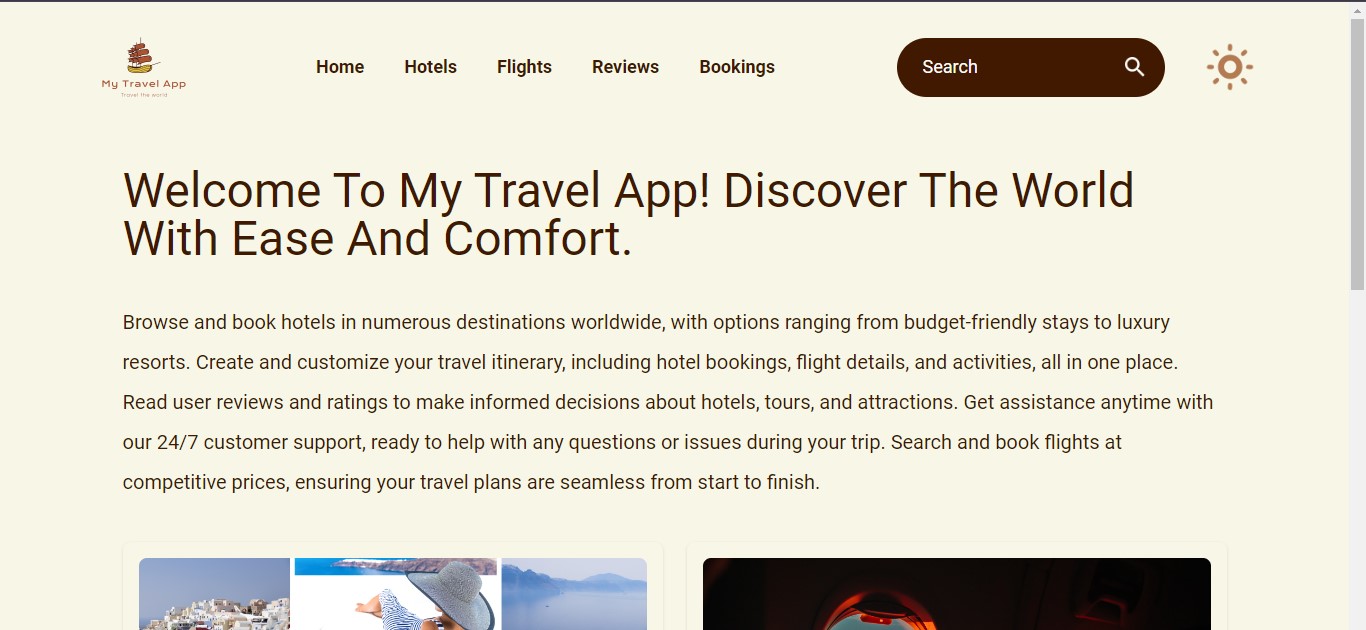 My Travel App
Travel the world
Home
Hotels
Flights
Reviews
Bookings
Search
Welcome To My Travel App! Discover The World
With Ease And Comfort.
Browse and book hotels in numerous destinations worldwide, with options ranging from budget-friendly stays to luxury
resorts. Create and customize your travel itinerary, including hotel bookings, flight details, and activities, all in one place.
Read user reviews and ratings to make informed decisions about hotels, tours, and attractions. Get assistance anytime with
our 24/7 customer support, ready to help with any questions or issues during your trip. Search and book flights at
competitive prices, ensuring your travel plans are seamless from start to finish.